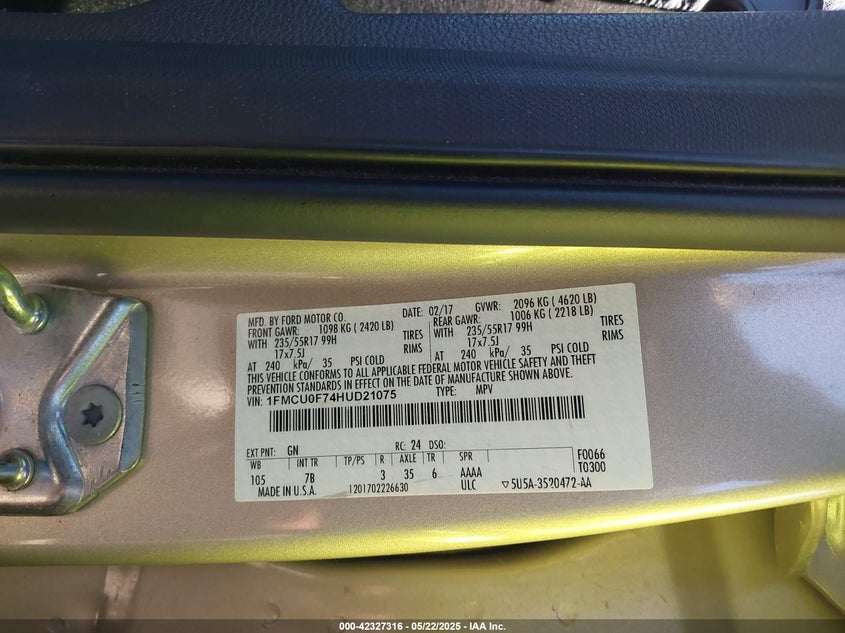 MFD. BY FORD MOTOR CO. DATE: 02/17 GVWR: 2096 KG ( 4620 LB)
FRONT GAWR: 1098 KG ( 2420 LB) REAR GAWR: 1006 KG ( 2218 LB)
WITH 235/55R17 99H TIRES WITH 235/55R17 99H TIRES
17x7.5J RIMS 17x7.5J RIMS
AT 240 kPa/ 35 PSI COLD AT 240 kPa/ 35 PSI COLD
THIS VEHICLE CONFORMS TO ALL APPLICABLE FEDERAL MOTOR VEHICLE SAFETY AND THEFT
PREVENTION STANDARDS IN EFFECT ON THE DATE OF MANUFACTURE SHOWN ABOVE.
VIN: 1FMCU0F74HUD21075 TYPE: MPV
EXT PNT: GN RC: 24 DSO: F0066
WB INT TR TP/PS R AXLE TR SPR T0300
105 7B 3 35 6 AAAA
MADE IN U.S.A. 1201702226630 ULC ▽5U5A-3520472-AA
000-42327316 - 05/22/2025 - IAA Inc.